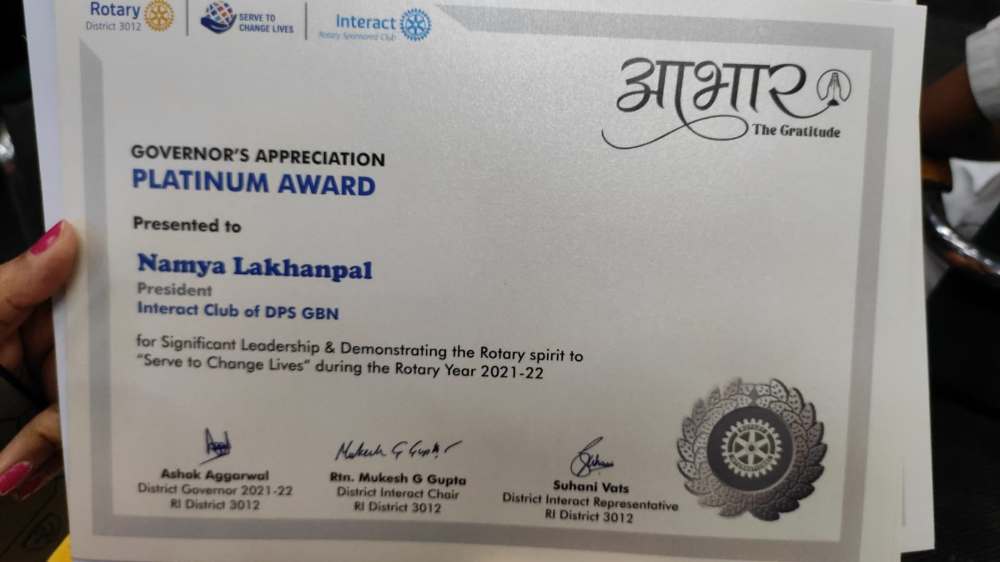 Rotary
District 3012
SERVE TO
CHANGE LIVES
Interact
Rotary Sponsored Club
आभार
The Gratitude
GOVERNOR'S APPRECIATION
PLATINUM AWARD
Presented to
Namya Lakhanpal
President
Interact Club of DPS GBN
for Significant Leadership & Demonstrating the Rotary spirit to
"Serve to Change Lives" during the Rotary Year 2021-22
Mukesh G Gupta
Ashok Aggarwal
District Governor 2021-22
RI District 3012
Rtn. Mukesh G Gupta
District Interact Chair
RI District 3012
Suhani Vats
District Interact Representative
RI District 3012